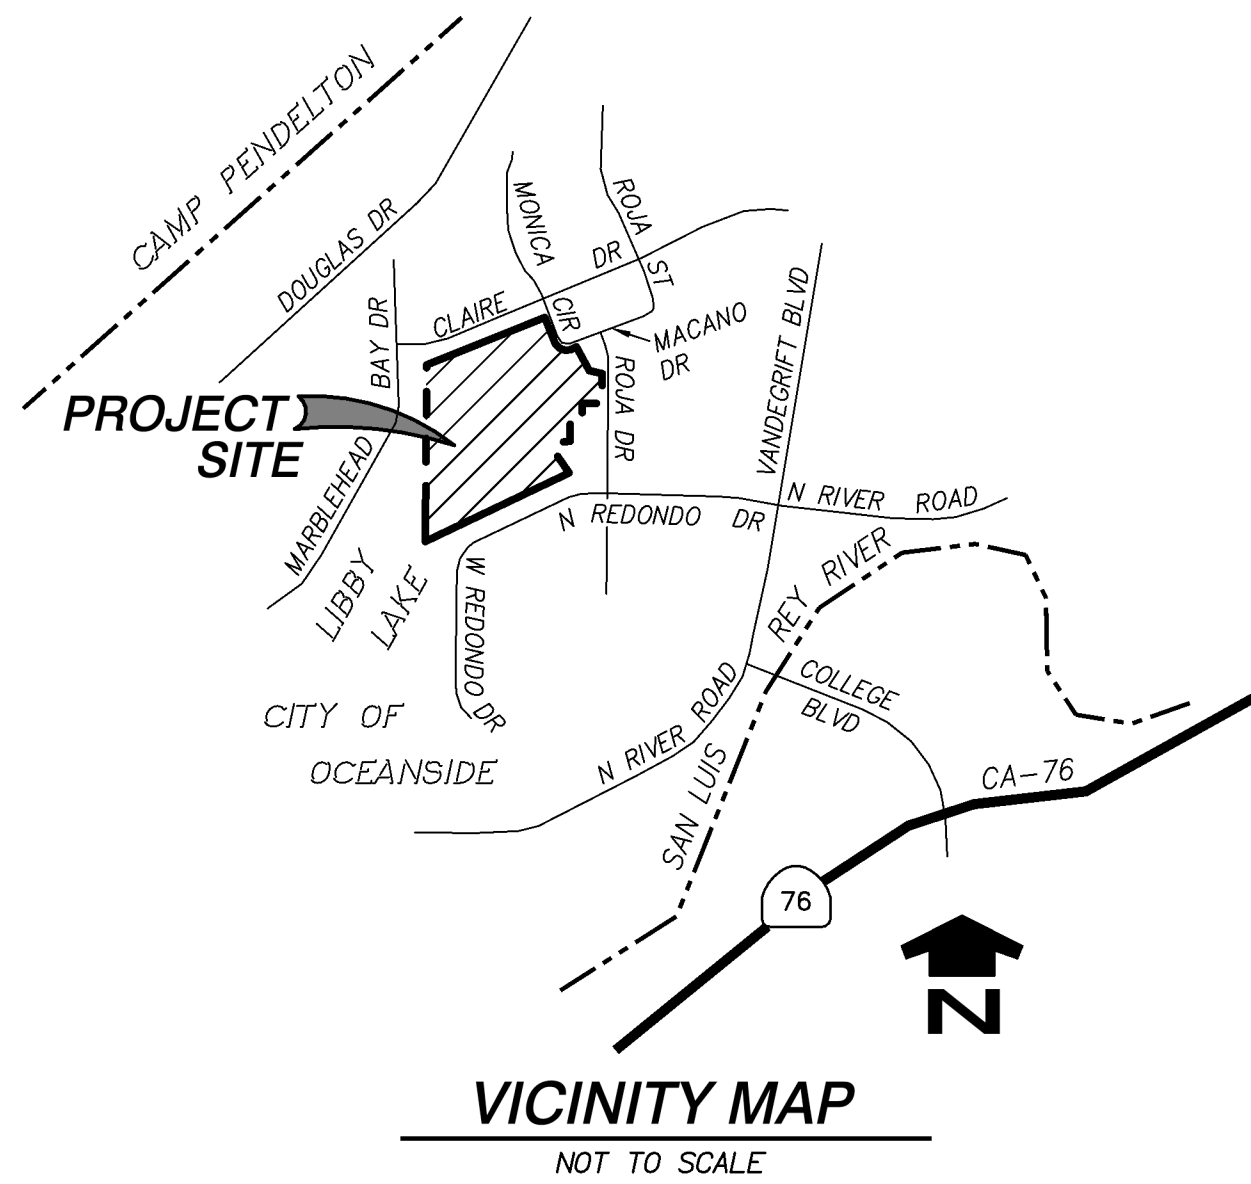 CAMP PENDELTON
DOUGLAS DR
MONICA
CIR
ROJA
ST
CLAIRE
DR
MACANO
DR
BAY DR
MARBLEHEAD
ROJA DR
VANDEGRIFT BLVD
PROJECT
SITE
N REDONDO DR
N RIVER ROAD
LIBBY
LAKE
W REDONDO DR
SAN LUIS REY RIVER
COLLEGE
BLVD
CITY OF
OCEANSIDE
N RIVER ROAD
CA-76
76
N
VICINITY MAP
NOT TO SCALE